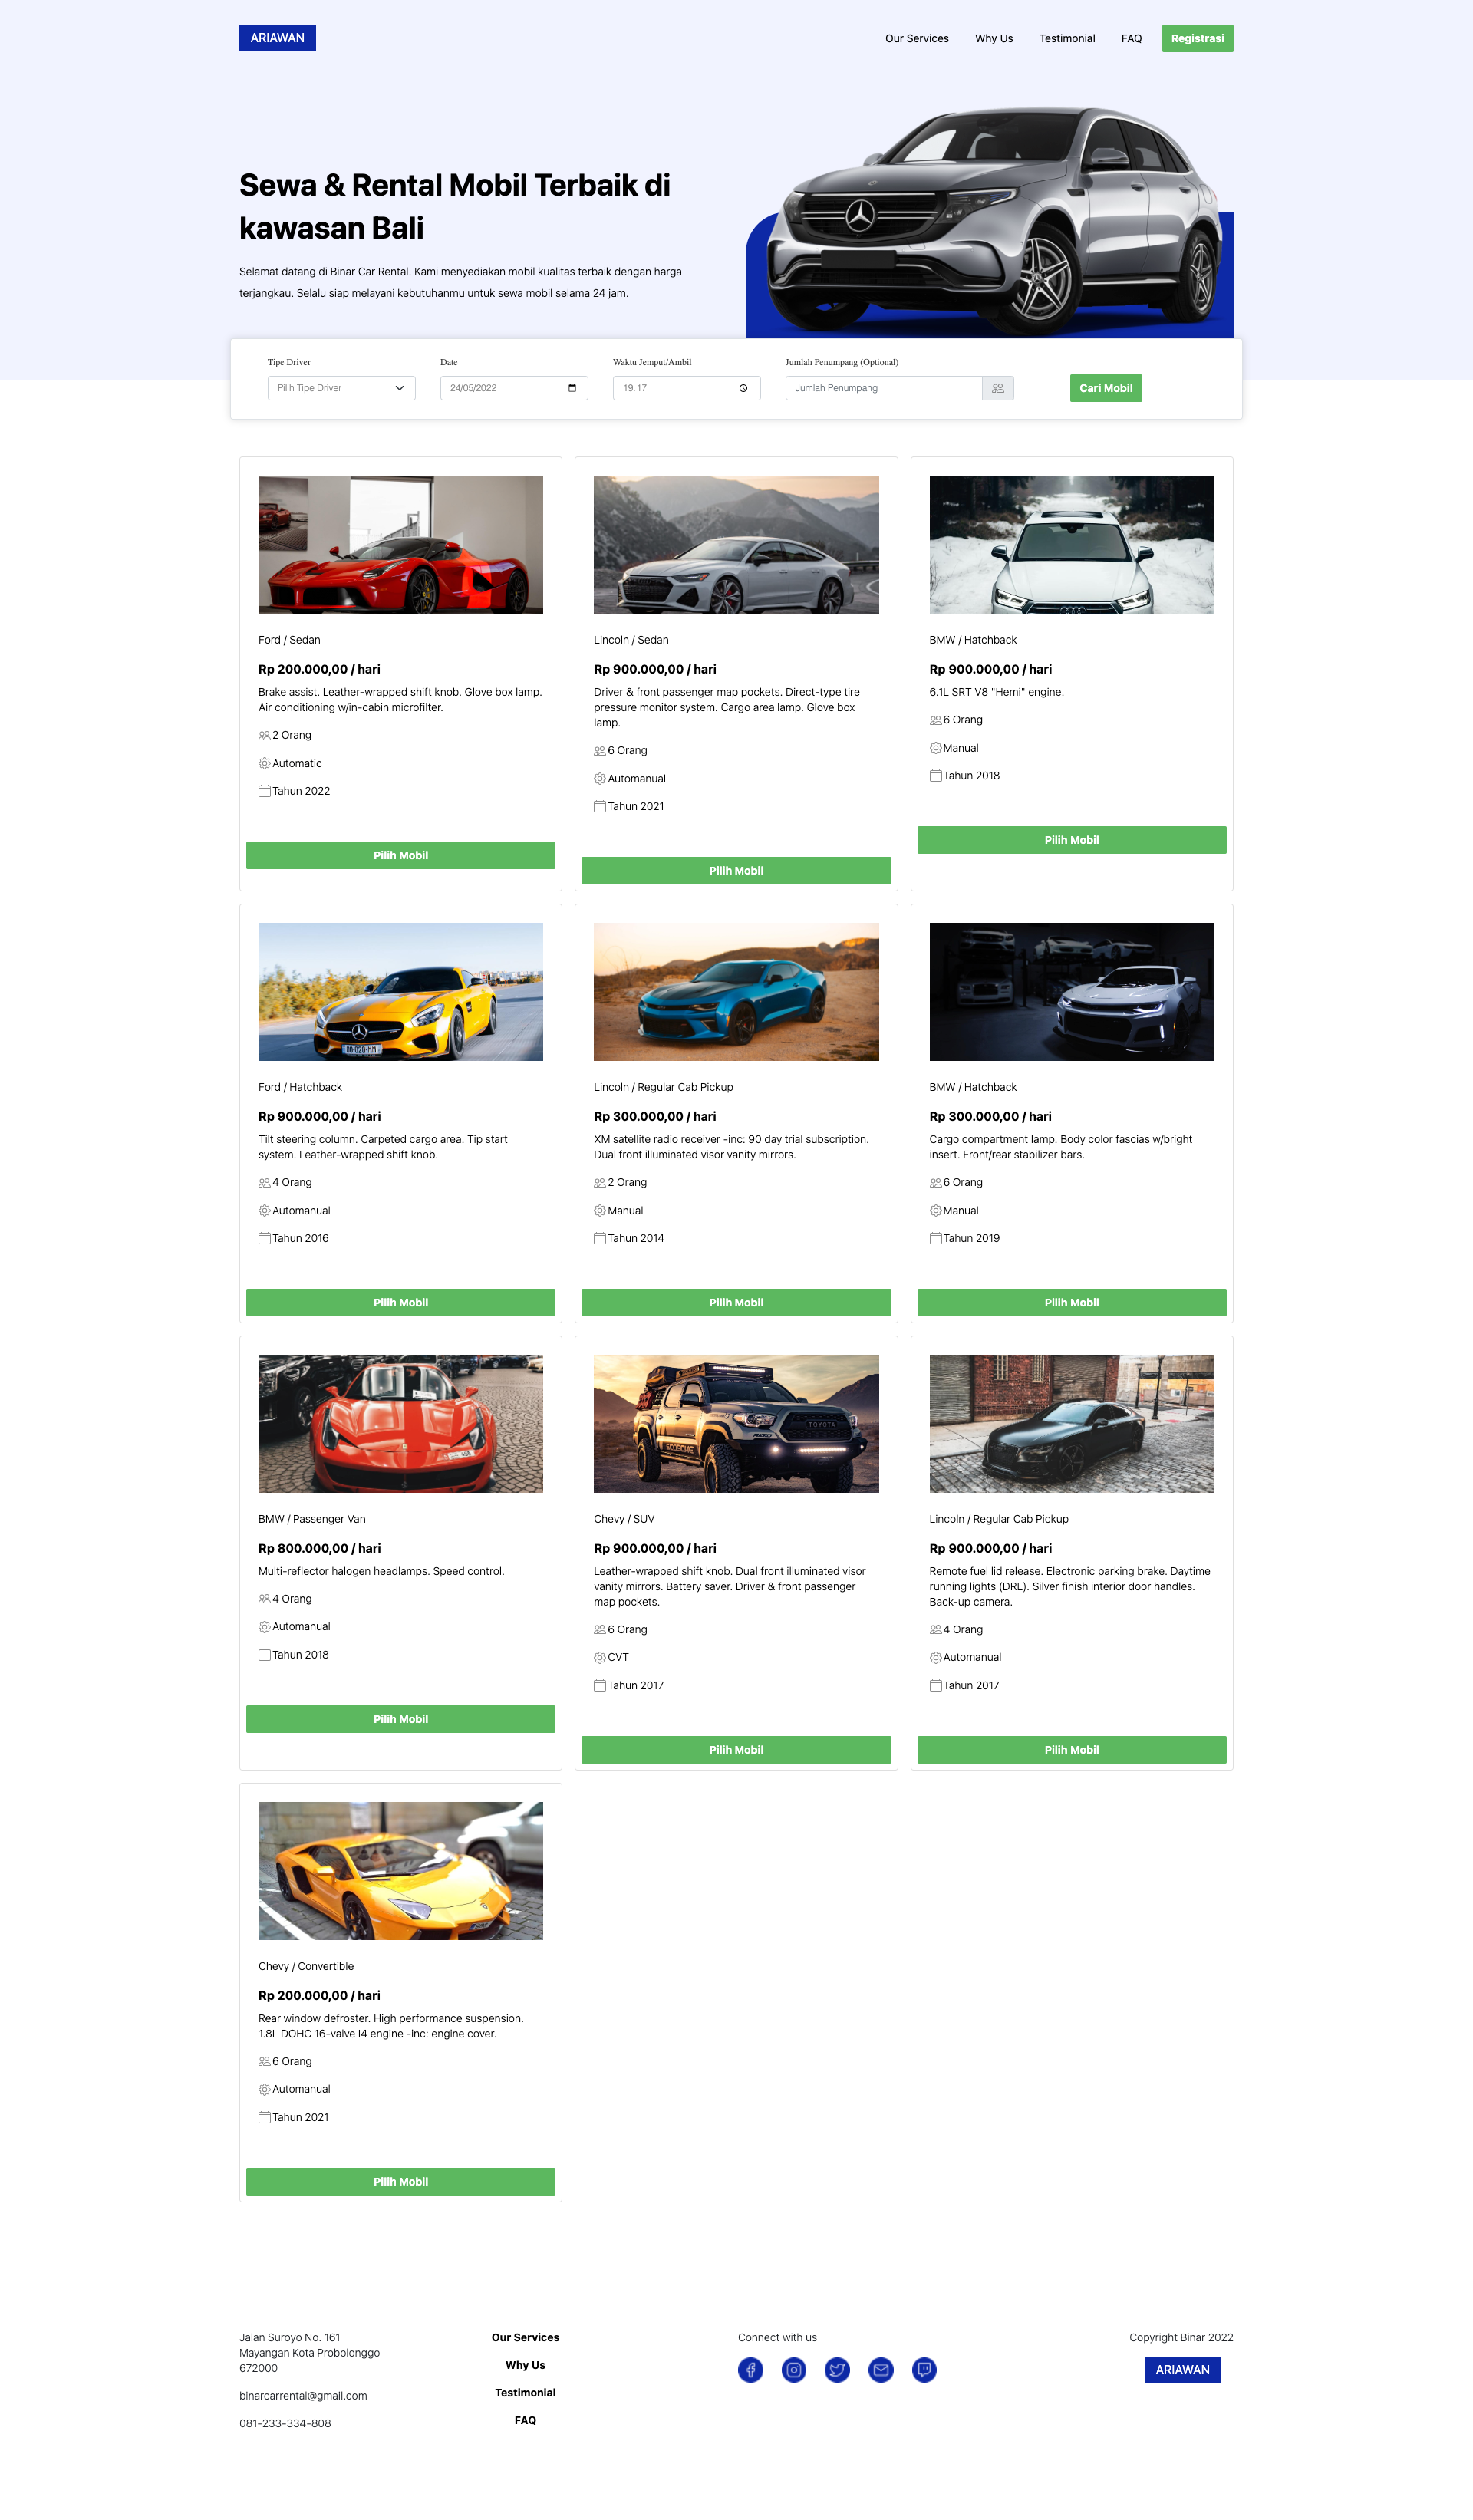 ARIAWAN
Our Services
Why Us
Testimonial
FAQ
Registrasi
Sewa & Rental Mobil Terbaik di
kawasan Bali
Selamat datang di Binar Car Rental. Kami menyediakan mobil kualitas terbaik dengan harga
terjangkau. Selalu siap melayani kebutuhanmu untuk sewa mobil selama 24 jam.
Tipe Driver
Pilih Tipe Driver
Date
24/05/2022
Waktu Jemput/Ambil
19.17
Jumlah Penumpang (Optional)
Jumlah Penumpang
Cari Mobil
Ford / Sedan
Rp 200.000,00 / hari
Brake assist. Leather-wrapped shift knob. Glove box lamp.
Air conditioning w/in-cabin microfilter.
2 Orang
Automatic
Tahun 2022
Pilih Mobil
Lincoln / Sedan
Rp 900.000,00 / hari
Driver & front passenger map pockets. Direct-type tire
pressure monitor system. Cargo area lamp. Glove box
lamp.
6 Orang
Automanual
Tahun 2021
Pilih Mobil
BMW / Hatchback
Rp 900.000,00 / hari
6.1L SRT V8 "Hemi" engine.
6 Orang
Manual
Tahun 2018
Pilih Mobil
Ford / Hatchback
Rp 900.000,00 / hari
Tilt steering column. Carpeted cargo area. Tip start
system. Leather-wrapped shift knob.
4 Orang
Automanual
Tahun 2016
Pilih Mobil
Lincoln / Regular Cab Pickup
Rp 300.000,00 / hari
XM satellite radio receiver -inc: 90 day trial subscription.
Dual front illuminated visor vanity mirrors.
2 Orang
Manual
Tahun 2014
Pilih Mobil
BMW / Hatchback
Rp 300.000,00 / hari
Cargo compartment lamp. Body color fascias w/bright
insert. Front/rear stabilizer bars.
6 Orang
Manual
Tahun 2019
Pilih Mobil
BMW / Passenger Van
Rp 800.000,00 / hari
Multi-reflector halogen headlamps. Speed control.
4 Orang
Automanual
Tahun 2018
Pilih Mobil
TOYOTA
SCOSCHE
Chevy / SUV
Rp 900.000,00 / hari
Leather-wrapped shift knob. Dual front illuminated visor
vanity mirrors. Battery saver. Driver & front passenger
map pockets.
6 Orang
CVT
Tahun 2017
Pilih Mobil
Lincoln / Regular Cab Pickup
Rp 900.000,00 / hari
Remote fuel lid release. Electronic parking brake. Daytime
running lights (DRL). Silver finish interior door handles.
Back-up camera.
4 Orang
Automanual
Tahun 2017
Pilih Mobil
Chevy / Convertible
Rp 200.000,00 / hari
Rear window defroster. High performance suspension.
1.8L DOHC 16-valve I4 engine -inc: engine cover.
6 Orang
Automanual
Tahun 2021
Pilih Mobil
Jalan Suroyo No. 161
Mayangan Kota Probolonggo
672000
binarcarrental@gmail.com
081-233-334-808
Our Services
Why Us
Testimonial
FAQ
Connect with us
Copyright Binar 2022
ARIAWAN